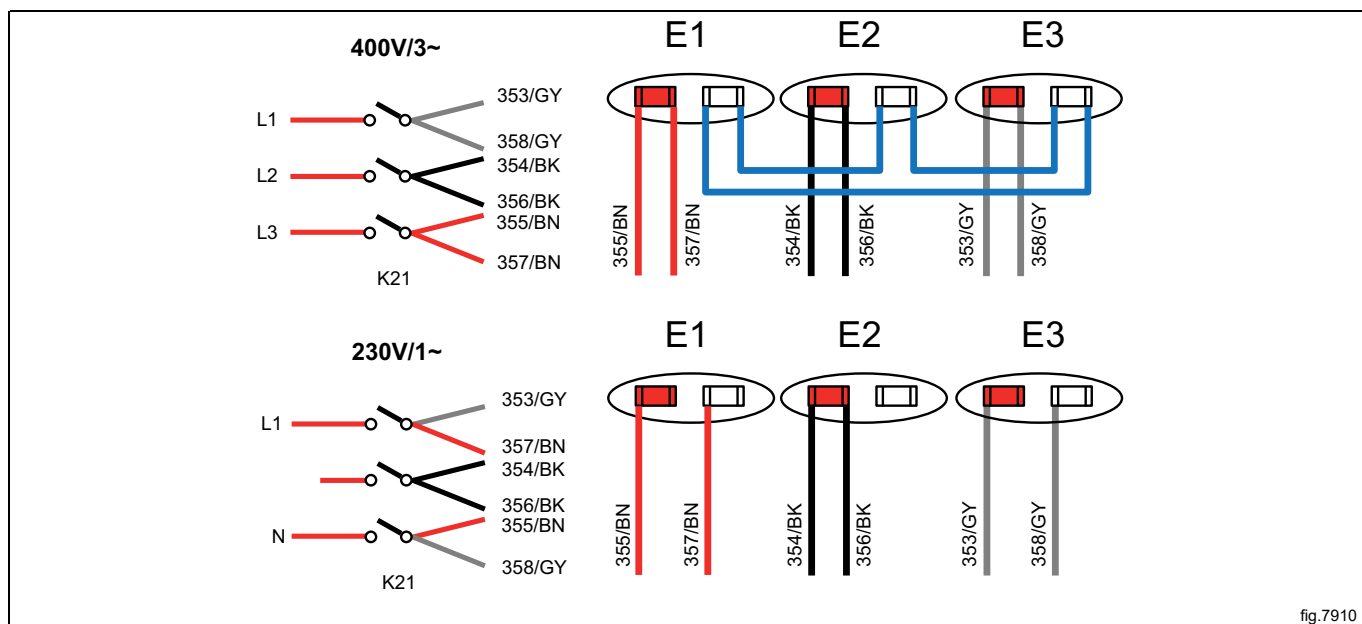 400V/3~
E1 E2 E3
353/GY
L1
358/GY
354/BK
L2
356/BK
355/BN
L3
357/BN
K21
355/BN 357/BN 354/BK 356/BK 353/GY 358/GY
230V/1~
E1 E2 E3
353/GY
L1
357/BN
354/BK
356/BK
355/BN
N
358/GY
K21
355/BN 357/BN 354/BK 356/BK 353/GY 358/GY
fig.7910